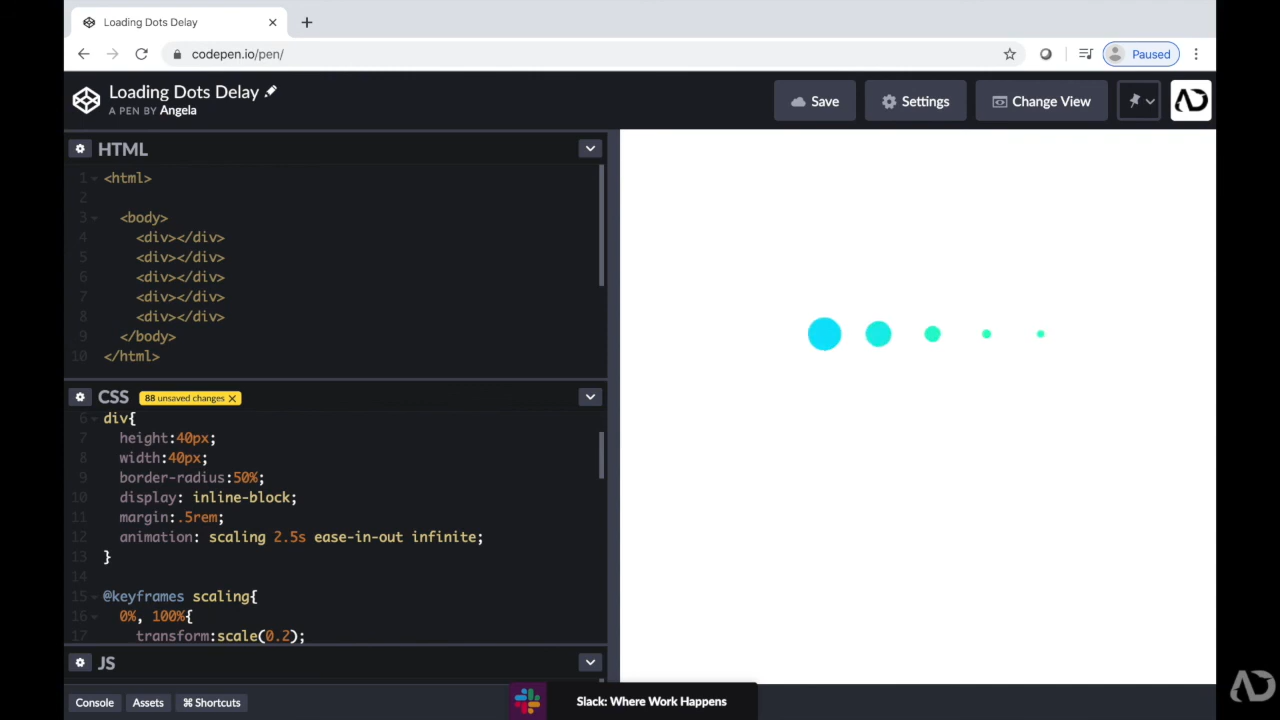 Loading Dots Delay
codepen.io/pen/
Paused
Loading Dots Delay
A PEN BY Angela
Save
Settings
Change View
HTML
1 <html>
2
3 <body>
4 <div></div>
5 <div></div>
6 <div></div>
7 <div></div>
8 <div></div>
9 </body>
10 </html>
CSS
88 unsaved changes
6 div{
7 height:40px;
8 width:40px;
9 border-radius:50%;
10 display: inline-block;
11 margin:.5rem;
12 animation: scaling 2.5s ease-in-out infinite;
13 }
14
15 @keyframes scaling{
16 0%, 100%{
17 transform:scale(0.2);
JS
Console
Assets
⌘ Shortcuts
Slack: Where Work Happens